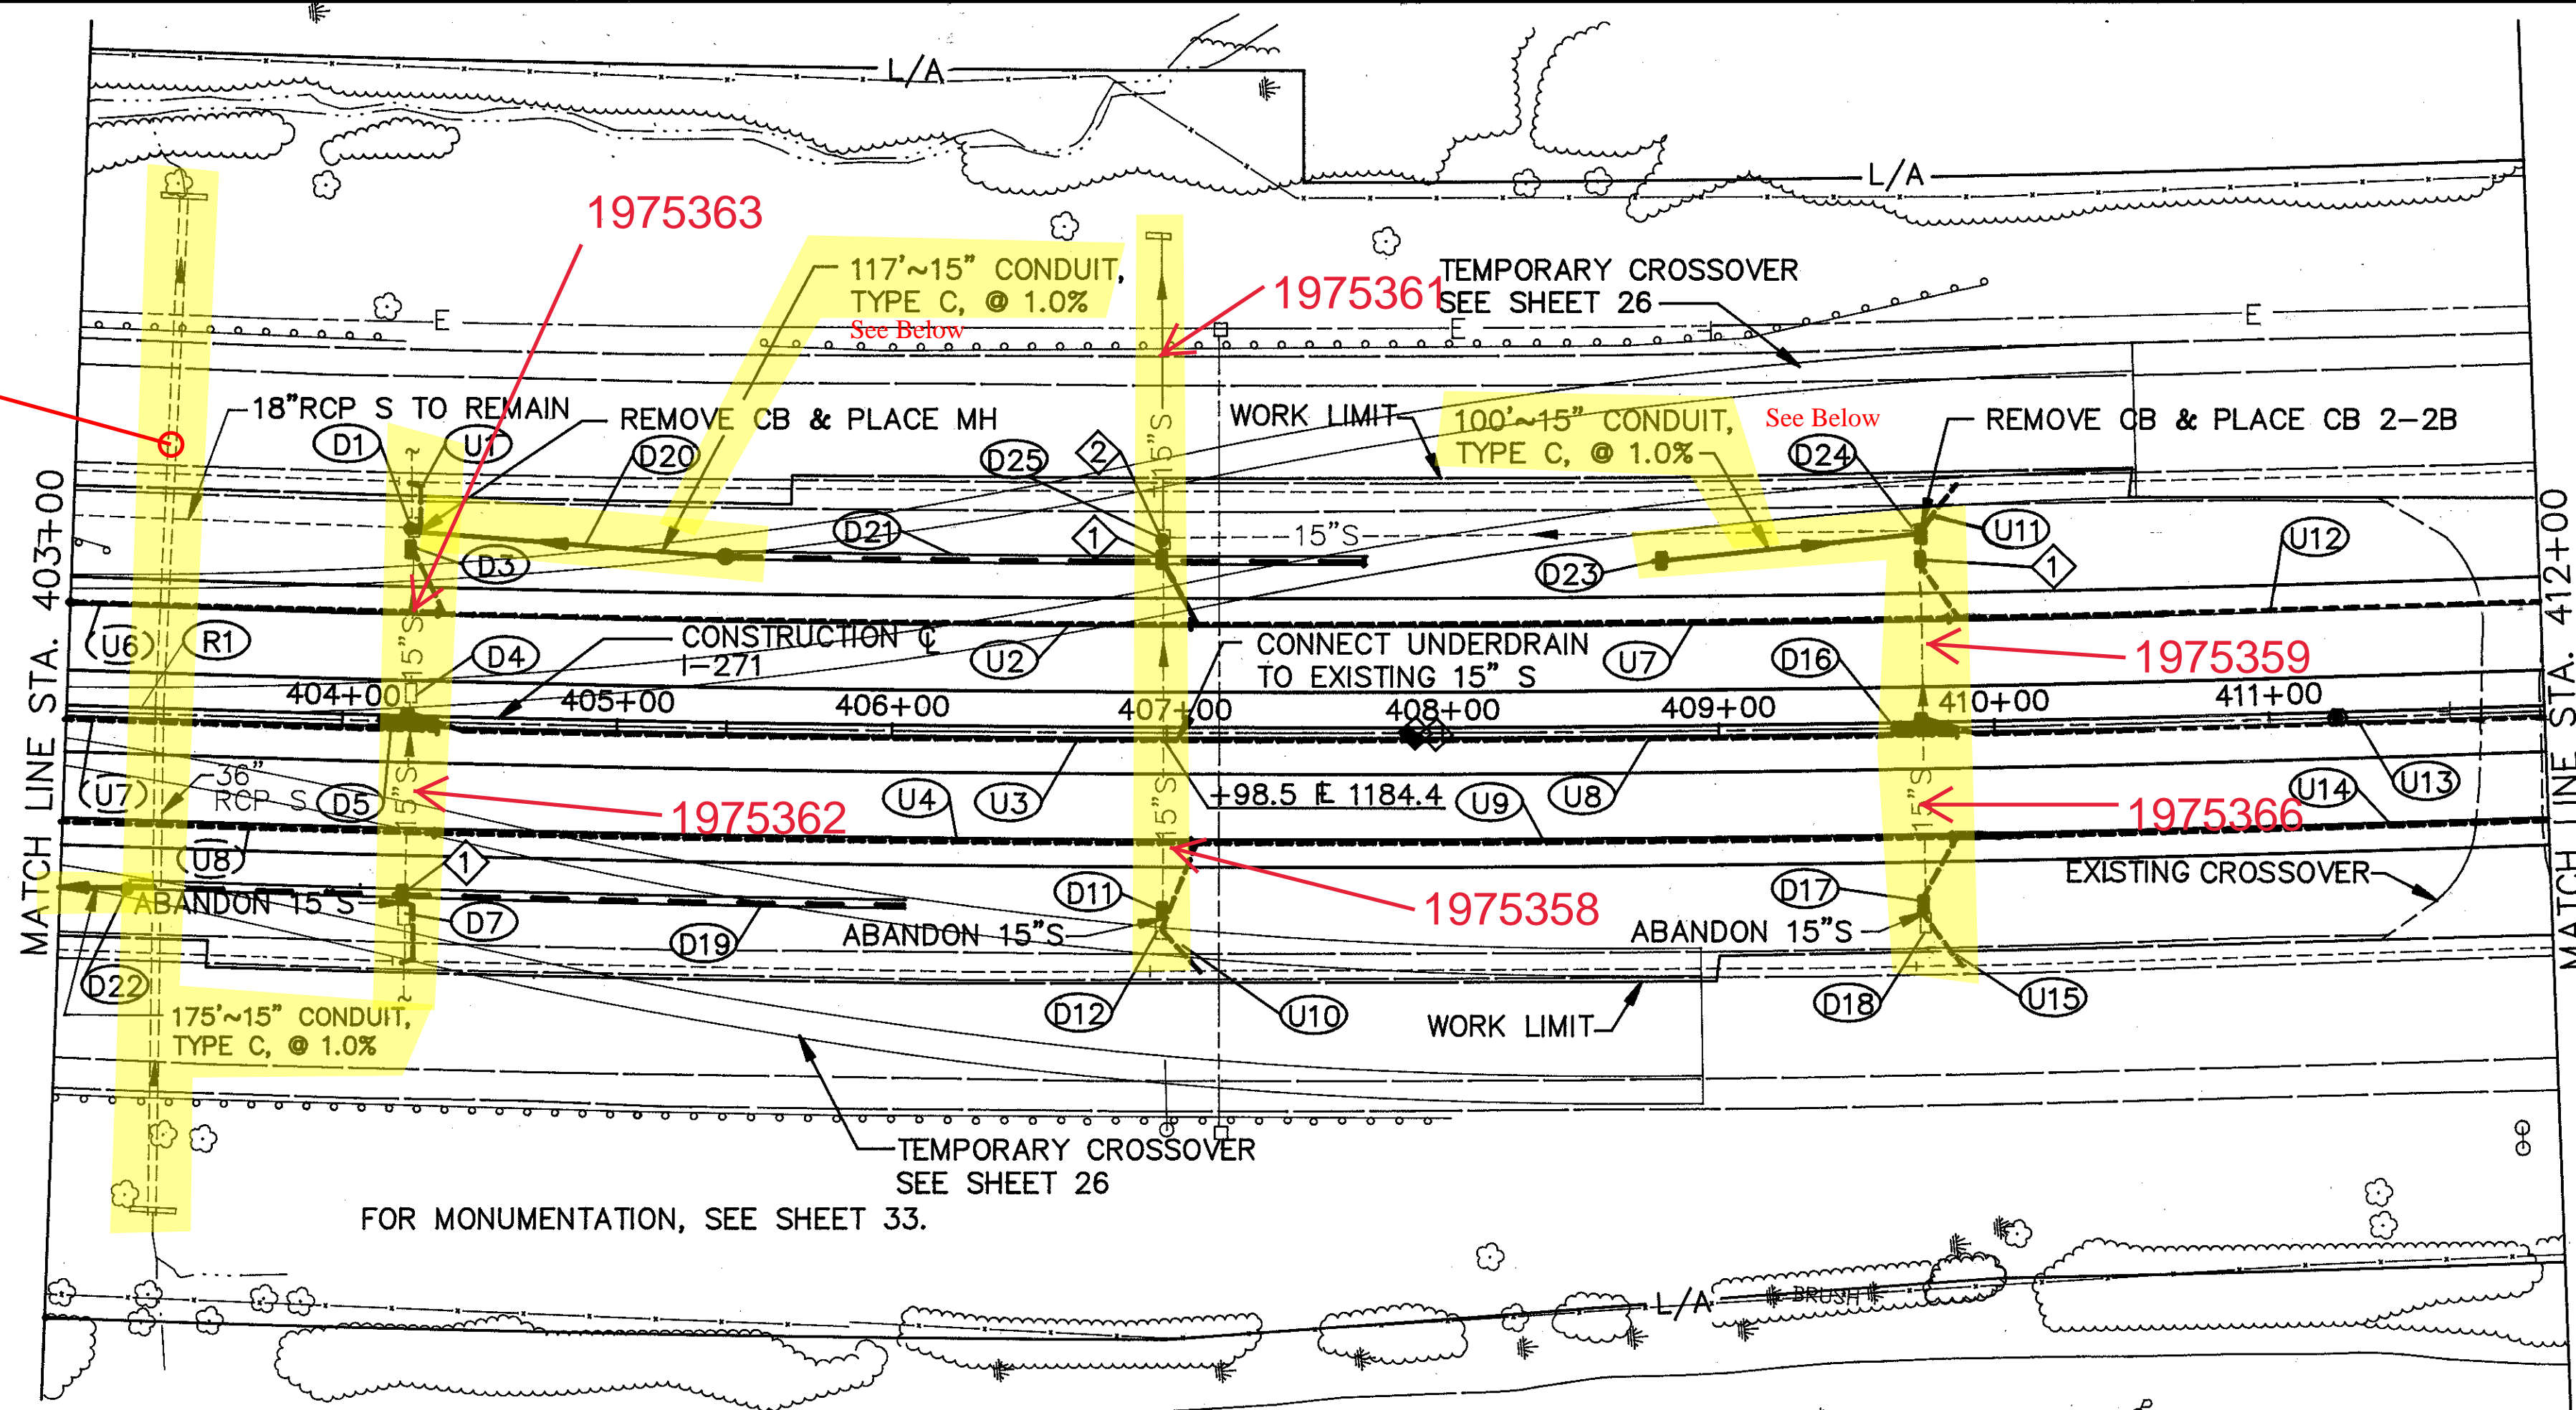 L/A
L/A
1975363
117'~15" CONDUIT,
TYPE C, @ 1.0%
See Below
1975361
TEMPORARY CROSSOVER
SEE SHEET 26
E
E
E
18"RCP S TO REMAIN
REMOVE CB & PLACE MH
WORK LIMIT
100'~15" CONDUIT,
TYPE C, @ 1.0%
See Below
REMOVE CB & PLACE CB 2-2B
D1
U1
D20
D25
2
15"S
D24
D21
1
15"S
U11
U12
D3
D23
1
MATCH LINE STA. 403+00
MATCH LINE STA. 412+00
(U6)
R1
15"S
D4
CONSTRUCTION ℄
I-271
U2
CONNECT UNDERDRAIN
TO EXISTING 15" S
U7
D16
1975359
404+00
405+00
406+00
407+00
408+00
409+00
410+00
411+00
36"
RCP S
(U7)
D5
15"S
1975362
U4
U3
15"S
+98.5 ⅊ 1184.4
U9
U8
15"S
1975366
U14
U13
(U8)
1
1975358
EXISTING CROSSOVER
ABANDON 15"S
D7
D19
D11
ABANDON 15"S
D17
ABANDON 15"S
D22
175'~15" CONDUIT,
TYPE C, @ 1.0%
D12
U10
WORK LIMIT
D18
U15
TEMPORARY CROSSOVER
SEE SHEET 26
FOR MONUMENTATION, SEE SHEET 33.
L/A
BRUSH